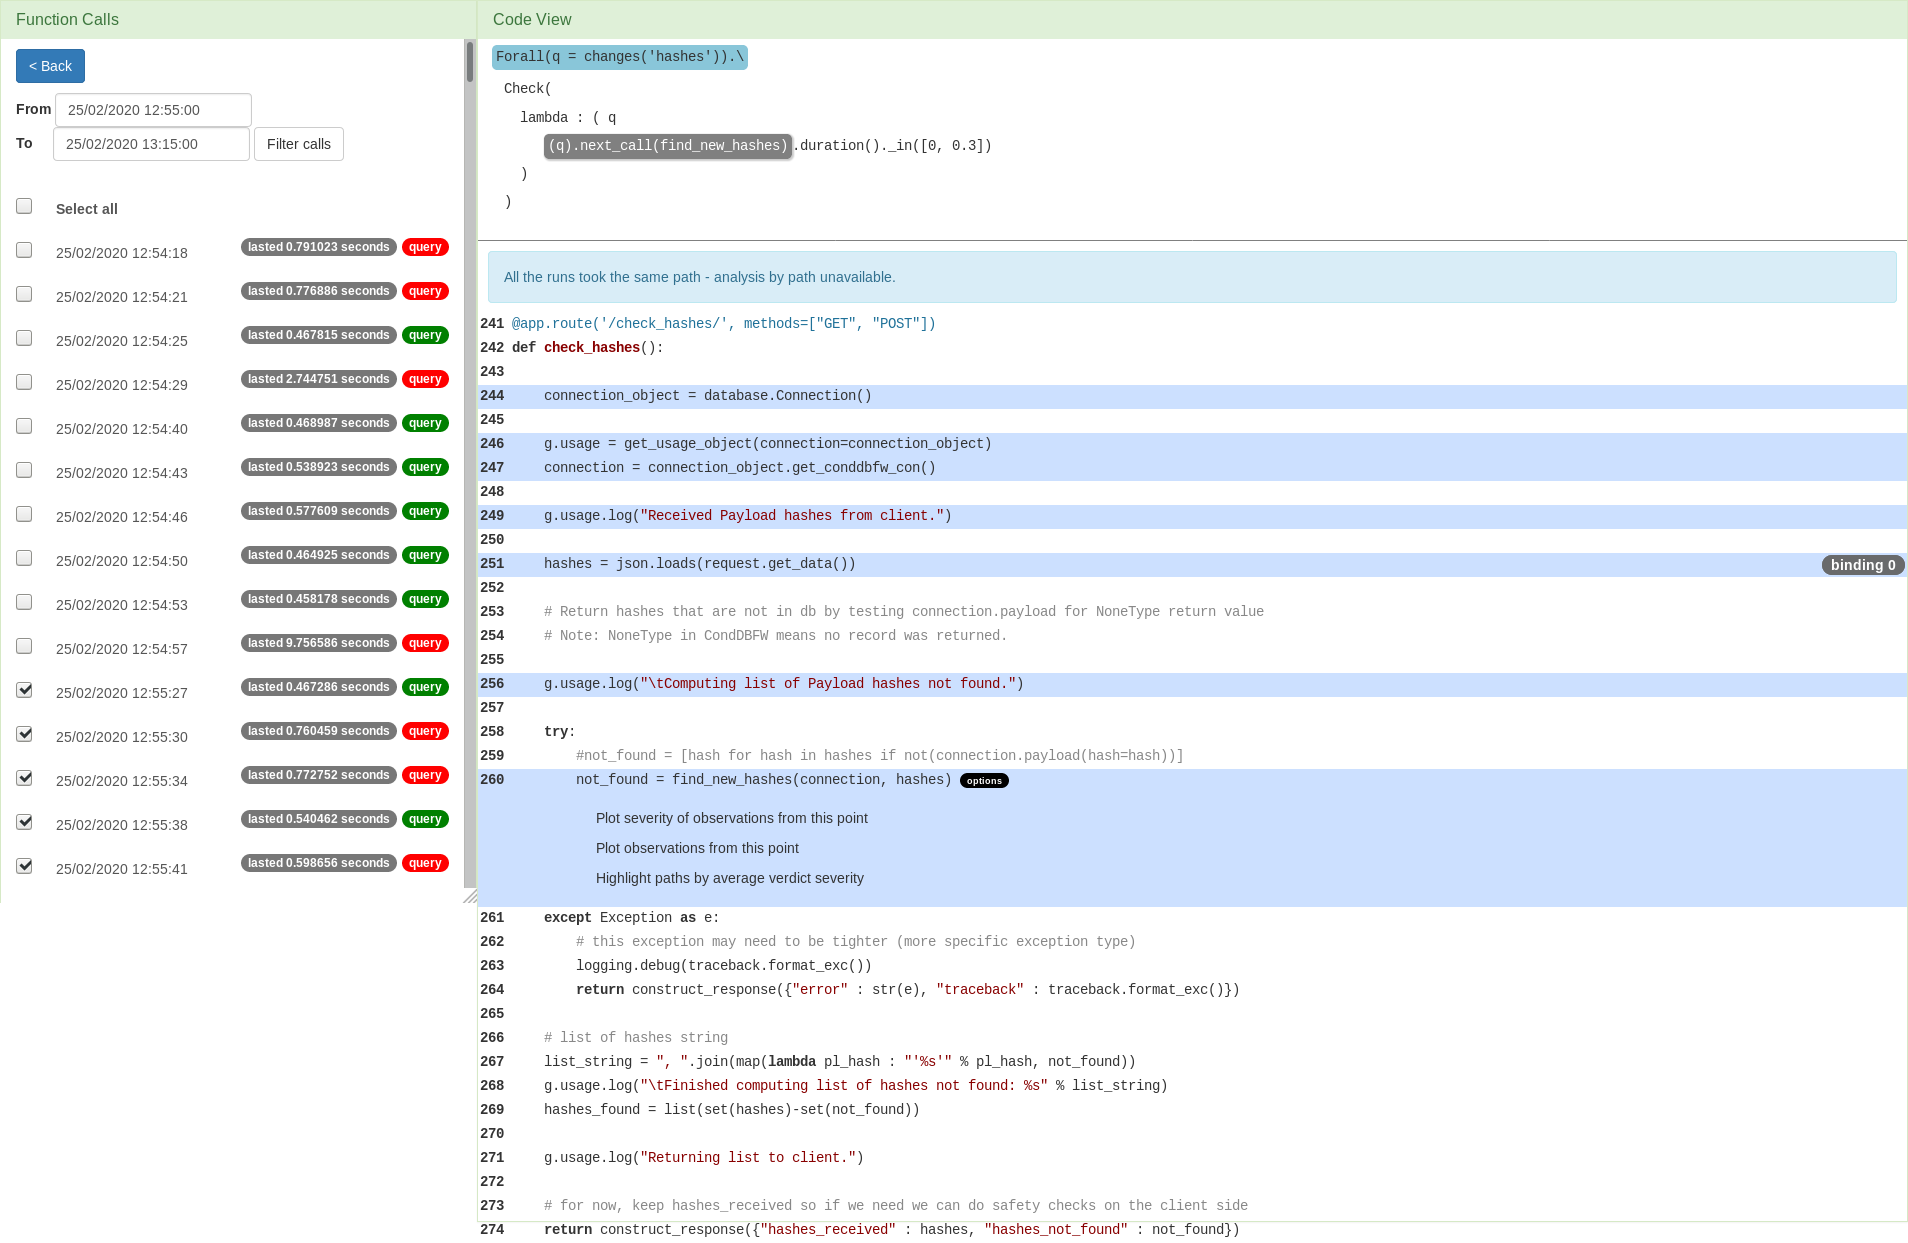 Function Calls
< Back
From 25/02/2020 12:55:00
To 25/02/2020 13:15:00 Filter calls
Select all
25/02/2020 12:54:18 lasted 0.791023 seconds query
25/02/2020 12:54:21 lasted 0.776886 seconds query
25/02/2020 12:54:25 lasted 0.467815 seconds query
25/02/2020 12:54:29 lasted 2.744751 seconds query
25/02/2020 12:54:40 lasted 0.468987 seconds query
25/02/2020 12:54:43 lasted 0.538923 seconds query
25/02/2020 12:54:46 lasted 0.577609 seconds query
25/02/2020 12:54:50 lasted 0.464925 seconds query
25/02/2020 12:54:53 lasted 0.458178 seconds query
25/02/2020 12:54:57 lasted 9.756586 seconds query
25/02/2020 12:55:27 lasted 0.467286 seconds query
25/02/2020 12:55:30 lasted 0.760459 seconds query
25/02/2020 12:55:34 lasted 0.772752 seconds query
25/02/2020 12:55:38 lasted 0.540462 seconds query
25/02/2020 12:55:41 lasted 0.598656 seconds query
Code View
Forall(q = changes('hashes')).\
Check(
lambda : ( q
(q).next_call(find_new_hashes).duration()._in([0, 0.3])
)
)
All the runs took the same path - analysis by path unavailable.
241 @app.route('/check_hashes/', methods=["GET", "POST"])
242 def check_hashes():
243
244 connection_object = database.Connection()
245
246 g.usage = get_usage_object(connection=connection_object)
247 connection = connection_object.get_conddbfw_con()
248
249 g.usage.log("Received Payload hashes from client.")
250
251 hashes = json.loads(request.get_data()) binding 0
252
253 # Return hashes that are not in db by testing connection.payload for NoneType return value
254 # Note: NoneType in CondDBFW means no record was returned.
255
256 g.usage.log("\tComputing list of Payload hashes not found.")
257
258 try:
259 #not_found = [hash for hash in hashes if not(connection.payload(hash=hash))]
260 not_found = find_new_hashes(connection, hashes) options
Plot severity of observations from this point
Plot observations from this point
Highlight paths by average verdict severity
261 except Exception as e:
262 # this exception may need to be tighter (more specific exception type)
263 logging.debug(traceback.format_exc())
264 return construct_response({"error" : str(e), "traceback" : traceback.format_exc()})
265
266 # list of hashes string
267 list_string = ", ".join(map(lambda pl_hash : "'%s'" % pl_hash, not_found))
268 g.usage.log("\tFinished computing list of hashes not found: %s" % list_string)
269 hashes_found = list(set(hashes)-set(not_found))
270
271 g.usage.log("Returning list to client.")
272
273 # for now, keep hashes_received so if we need we can do safety checks on the client side
274 return construct_response({"hashes_received" : hashes, "hashes_not_found" : not_found})